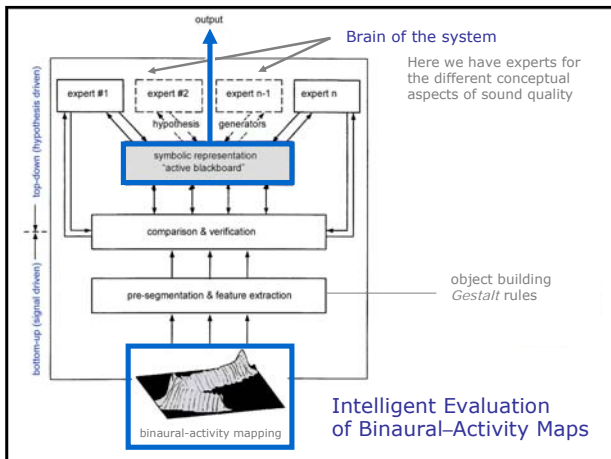 output
Brain of the system
Here we have experts for
the different conceptual
aspects of sound quality
expert #1
expert #2
expert n-1
expert n
hypothesis
generators
symbolic representation
"active blackboard"
top-down (hypothesis driven)
comparison & verification
pre-segmentation & feature extraction
object building
Gestalt rules
bottom-up (signal driven)
binaural-activity mapping
Intelligent Evaluation
of Binaural–Activity Maps